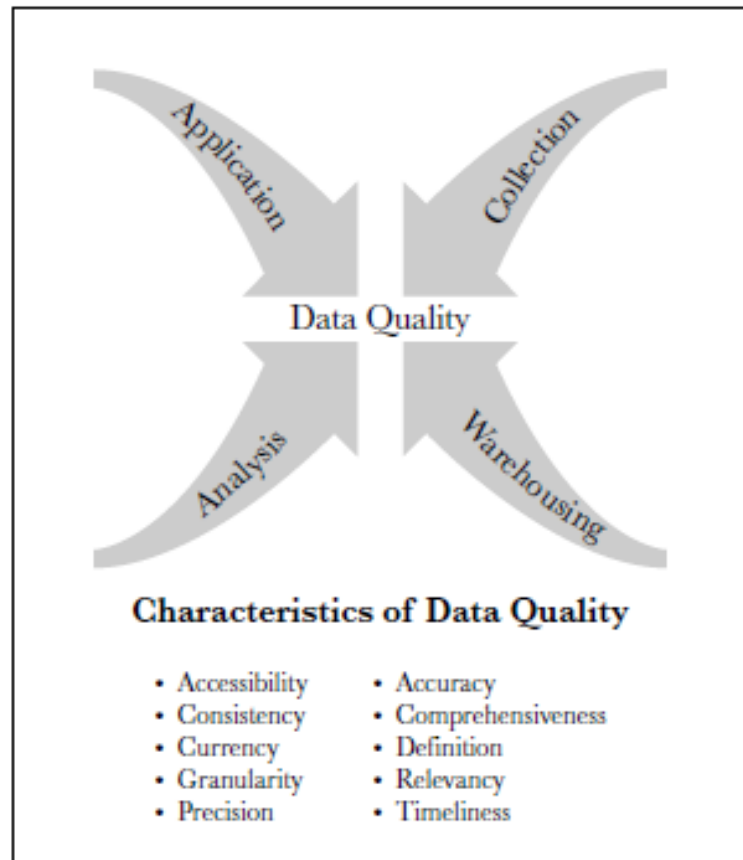 Application
Collection
Data Quality
Analysis
Warehousing
Characteristics of Data Quality
• Accessibility
• Consistency
• Currency
• Granularity
• Precision
• Accuracy
• Comprehensiveness
• Definition
• Relevancy
• Timeliness